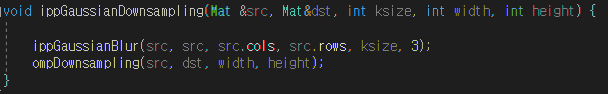 void ippGaussianDownsampling(Mat &src, Mat&dst, int ksize, int width, int height) {
ippGaussianBlur(src, src, src.cols, src.rows, ksize, 3);
ompDownsampling(src, dst, width, height);
}